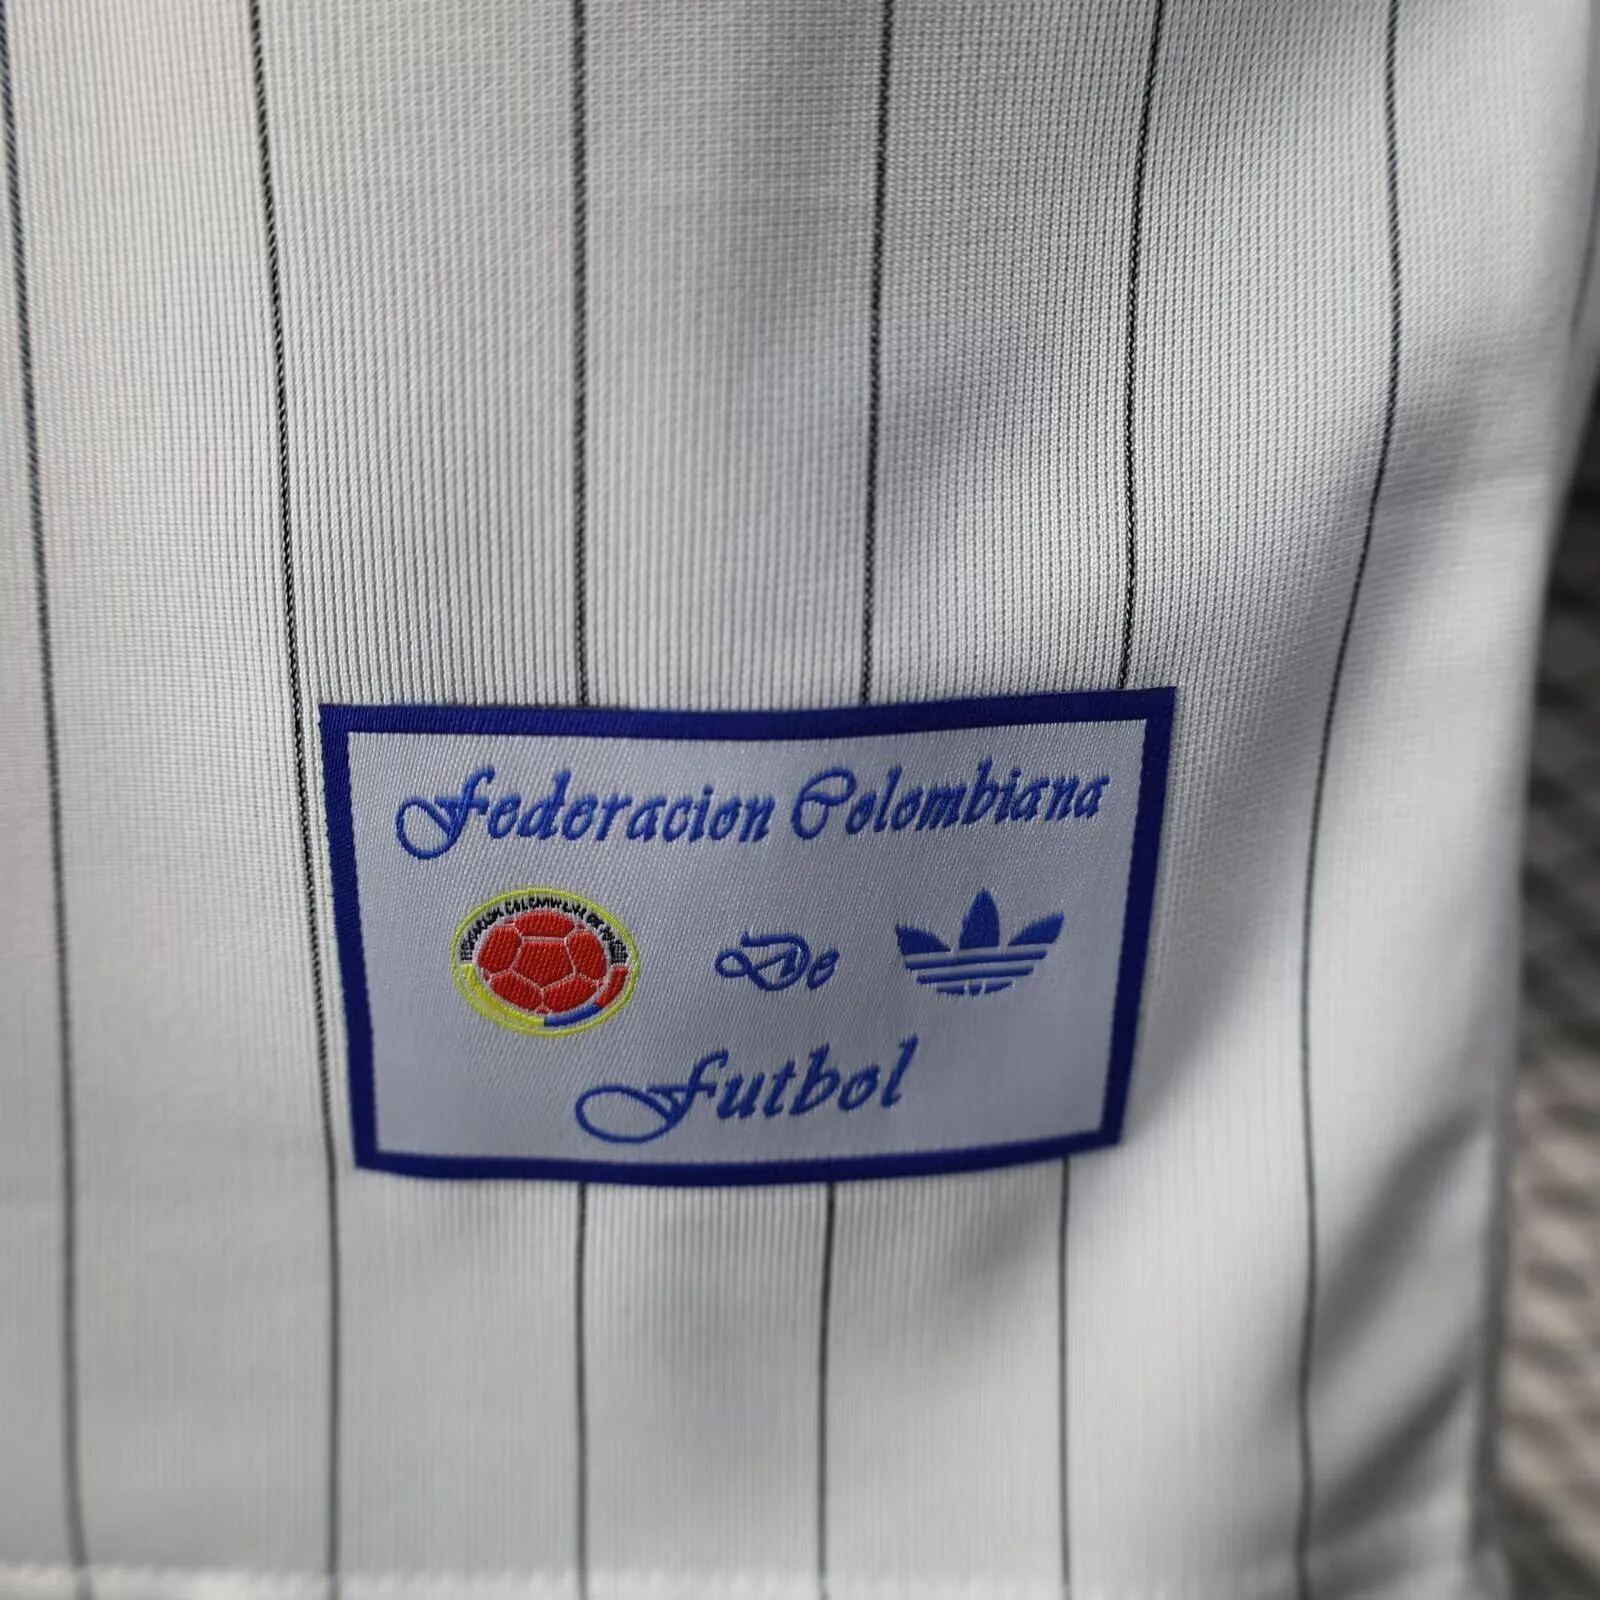 Federacion Colombiana
De
Futbol